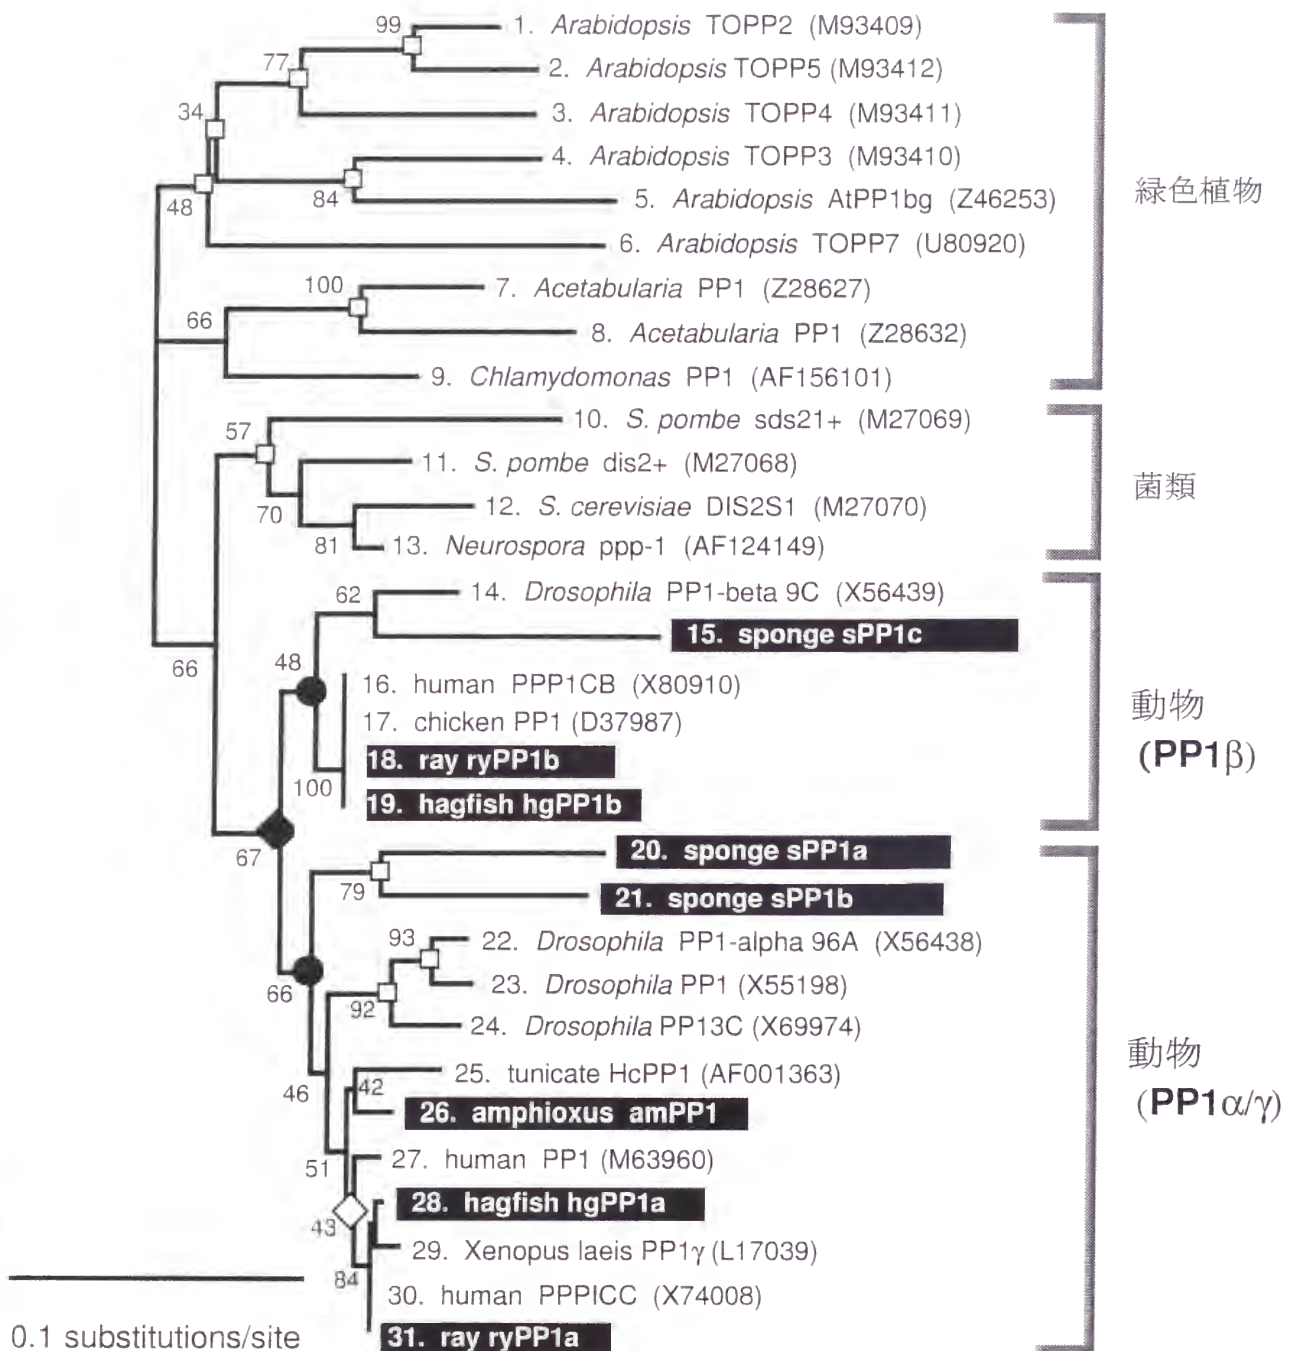 99
1. Arabidopsis TOPP2 (M93409)
77
2. Arabidopsis TOPP5 (M93412)
34
3. Arabidopsis TOPP4 (M93411)
4. Arabidopsis TOPP3 (M93410)
84
5. Arabidopsis AtPP1bg (Z46253)
緑色植物
48
6. Arabidopsis TOPP7 (U80920)
100
7. Acetabularia PP1 (Z28627)
66
8. Acetabularia PP1 (Z28632)
9. Chlamydomonas PP1 (AF156101)
57
10. S. pombe sds21+ (M27069)
11. S. pombe dis2+ (M27068)
菌類
70
12. S. cerevisiae DIS2S1 (M27070)
81
13. Neurospora ppp-1 (AF124149)
62
14. Drosophila PP1-beta 9C (X56439)
15. sponge sPP1c
66
48
16. human PPP1CB (X80910)
17. chicken PP1 (D37987)
動物
(PP1β)
18. ray ryPP1b
100
19. hagfish hgPP1b
67
20. sponge sPP1a
79
21. sponge sPP1b
93
22. Drosophila PP1-alpha 96A (X56438)
66
23. Drosophila PP1 (X55198)
92
24. Drosophila PP13C (X69974)
動物
(PP1α/γ)
46
42
25. tunicate HcPP1 (AF001363)
26. amphioxus amPP1
51
27. human PP1 (M63960)
43
28. hagfish hgPP1a
29. Xenopus laeis PP1γ (L17039)
84
30. human PPPICC (X74008)
31. ray ryPP1a
0.1 substitutions/site